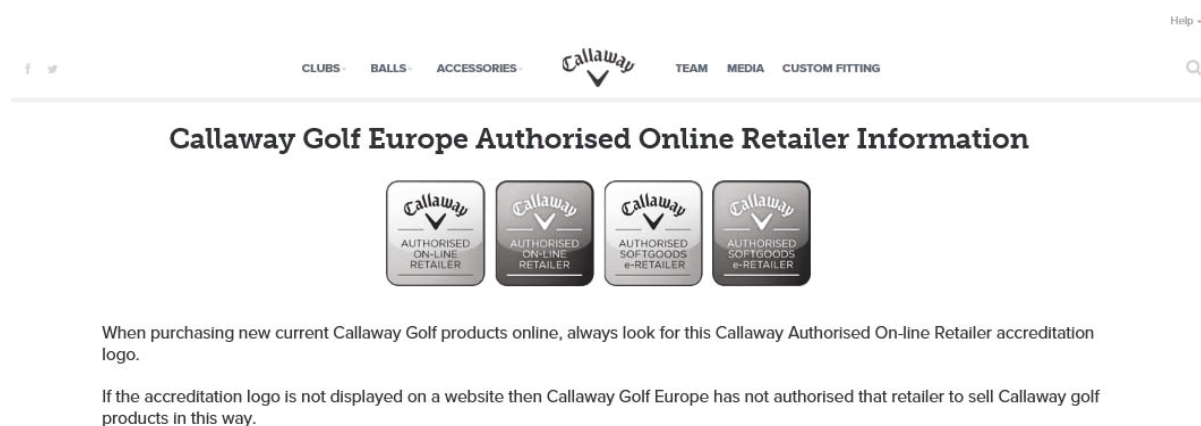 Help
CLUBS BALLS ACCESSORIES Callaway TEAM MEDIA CUSTOM FITTING
Callaway Golf Europe Authorised Online Retailer Information
Callaway
AUTHORISED
ON-LINE
RETAILER
Callaway
AUTHORISED
ON-LINE
RETAILER
Callaway
AUTHORISED
SOFTGOODS
e-RETAILER
Callaway
AUTHORISED
SOFTGOODS
e-RETAILER
When purchasing new current Callaway Golf products online, always look for this Callaway Authorised On-line Retailer accreditation
logo.
If the accreditation logo is not displayed on a website then Callaway Golf Europe has not authorised that retailer to sell Callaway golf
products in this way.